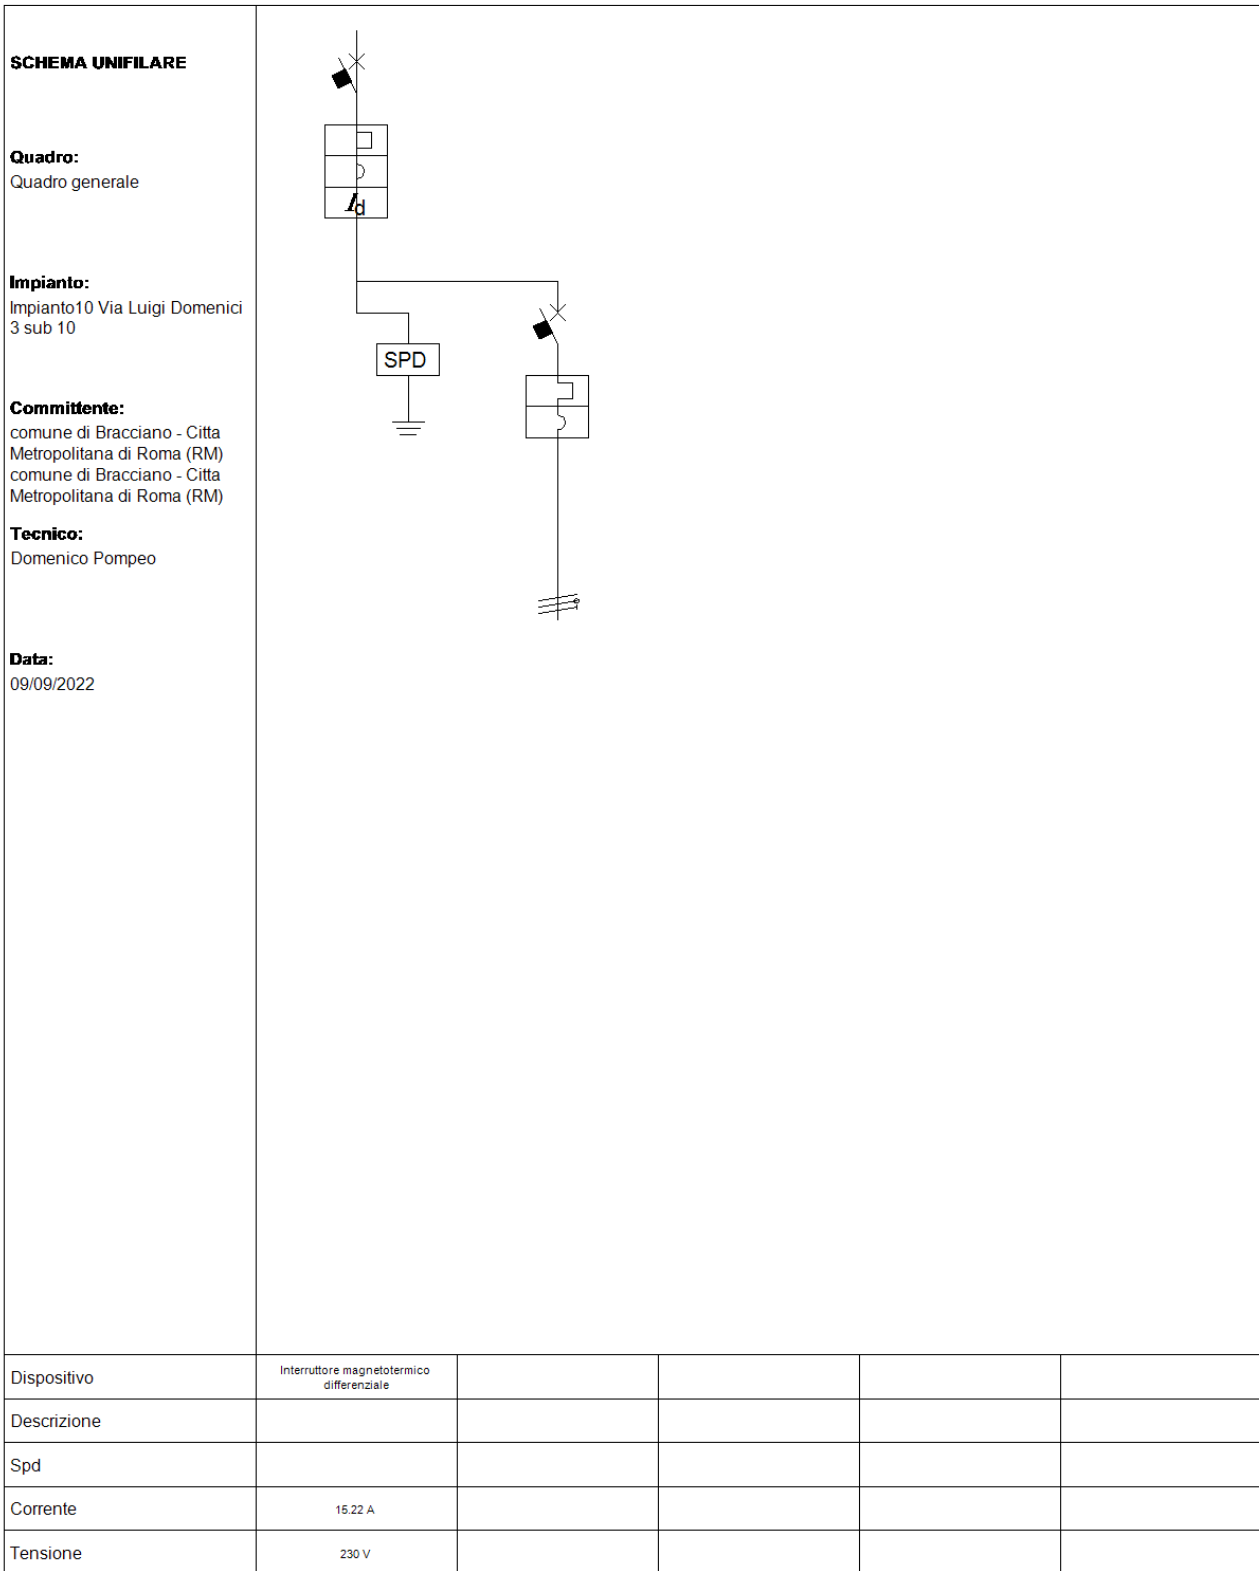 SCHEMA UNIFILARE
Quadro:
Quadro generale
Impianto:
Impianto10 Via Luigi Domenici
3 sub 10
Committente:
comune di Bracciano - Citta
Metropolitana di Roma (RM)
comune di Bracciano - Citta
Metropolitana di Roma (RM)
Tecnico:
Domenico Pompeo
Data:
09/09/2022
Id
SPD
Dispositivo
Interruttore magnetotermico
differenziale
Descrizione
Spd
Corrente
15.22 A
Tensione
230 V